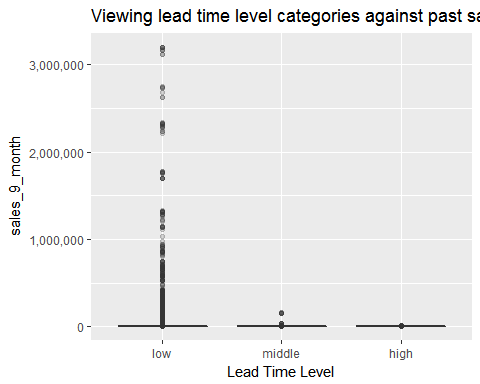 Viewing lead time level categories against past sa
3,000,000
2,000,000
1,000,000
0
sales_9_month
low middle high
Lead Time Level